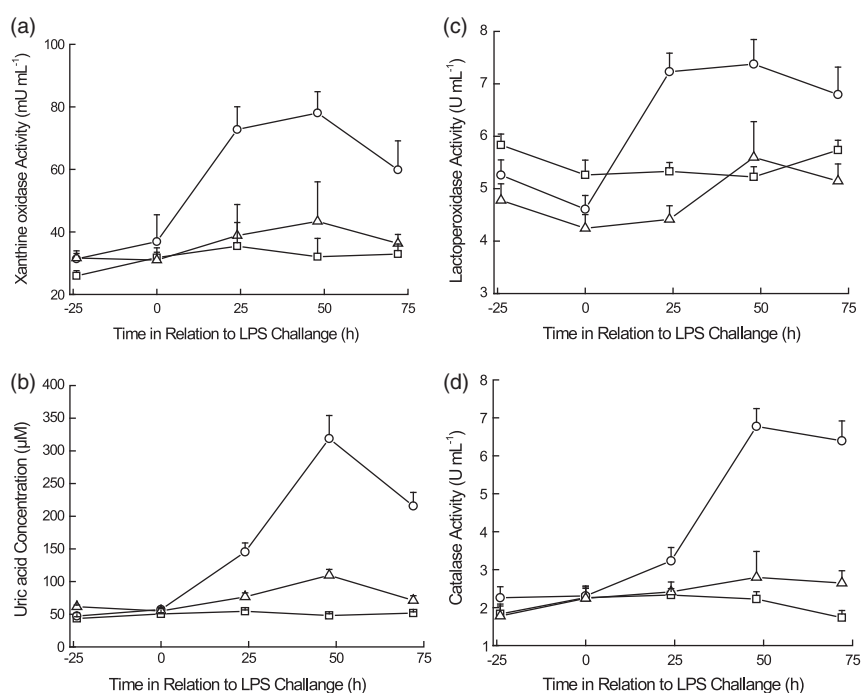 (a)
Xanthine oxidase Activity (mU mL⁻¹)
100
80
60
40
20
-25 0 25 50 75
Time in Relation to LPS Challange (h)
(b)
Uric acid Concentration (µM)
400
350
300
250
200
150
100
50
0
-25 0 25 50 75
Time in Relation to LPS Challange (h)
(c)
Lactoperoxidase Activity (U mL⁻¹)
8
7
6
5
4
3
-25 0 25 50 75
Time in Relation to LPS Challange (h)
(d)
Catalase Activity (U mL⁻¹)
8
7
6
5
4
3
2
1
-25 0 25 50 75
Time in Relation to LPS Challange (h)